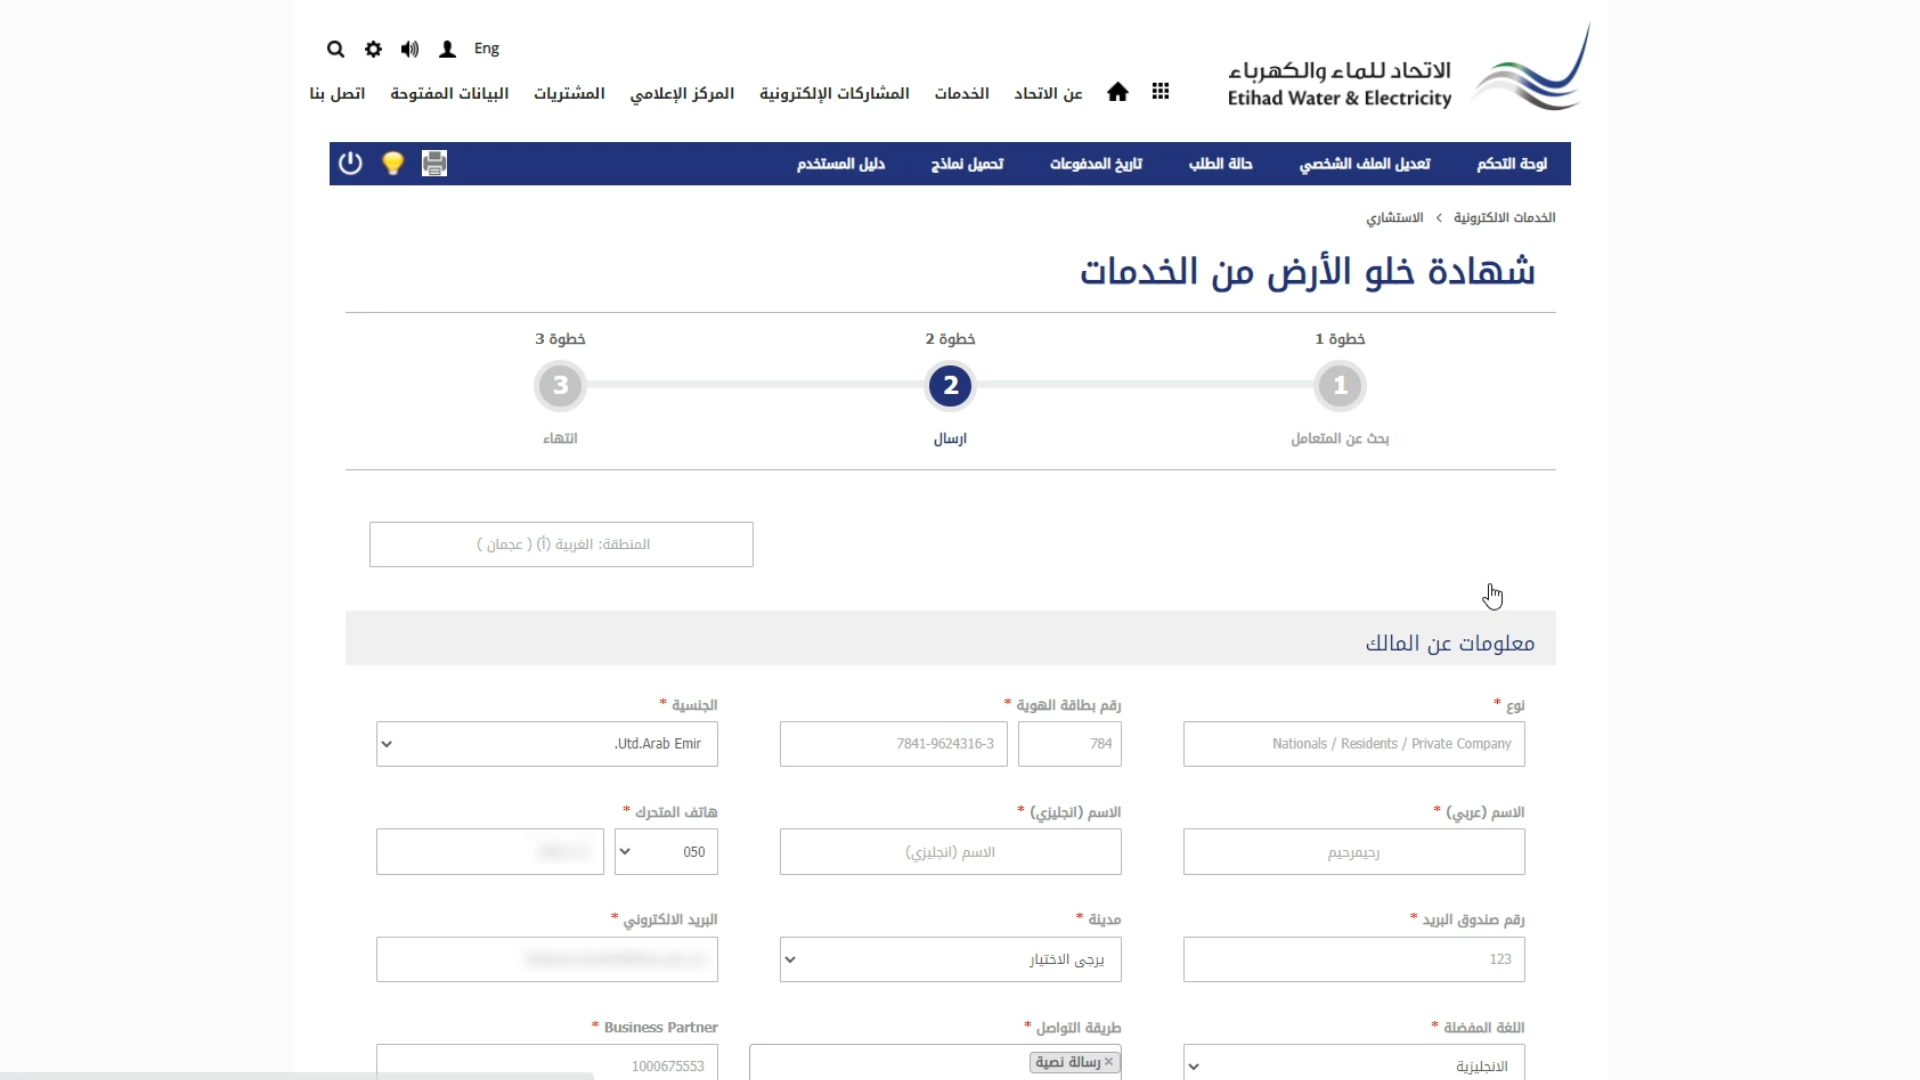 Eng
الاتحاد للماء والكهرباء
Etihad Water & Electricity
عن الاتحاد الخدمات المشاركات الإلكترونية المركز الإعلامي المشتريات البيانات المفتوحة اتصل بنا
لوحة التحكم تعديل الملف الشخصي حالة الطلب تاريخ المدفوعات تحميل نماذج دليل المستخدم
الخدمات الالكترونية > الاستشاري
شهادة خلو الأرض من الخدمات
خطوة 1 خطوة 2 خطوة 3
1 2 3
بحث عن المتعامل ارسال انتهاء
المنطقة: الغربية (أ) ( عجمان )
معلومات عن المالك
نوع * رقم بطاقة الهوية * الجنسية *
Nationals / Residents / Private Company 784 7841-9624316-3 Utd.Arab Emir.
الاسم (عربي) * الاسم (انجليزي) * هاتف المتحرك *
رحيمرحيم الاسم (انجليزي) 050
رقم صندوق البريد * مدينة * البريد الالكتروني *
123 يرجى الاختيار
اللغة المفضلة * طريقة التواصل * Business Partner *
الانجليزية × رسالة نصية 1000675553